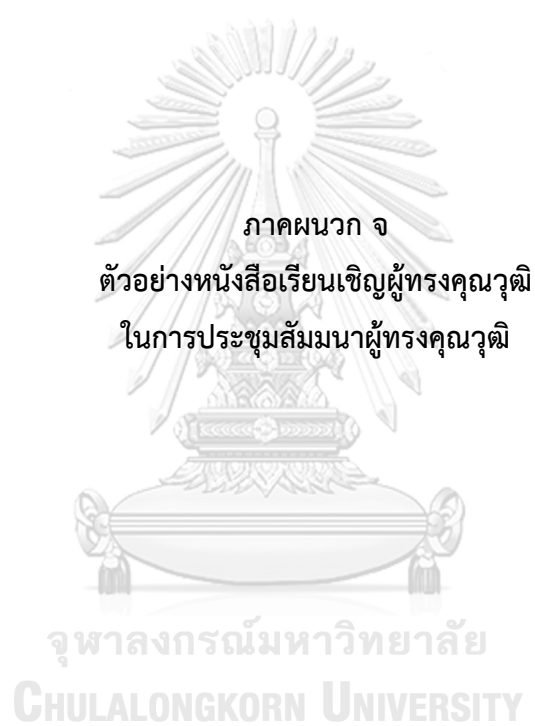 ภาคผนวก จ
ตัวอย่างหนังสือเรียนเชิญผู้ทรงคุณวุฒิ
ในการประชุมสัมมนาผู้ทรงคุณวุฒิ
จุฬาลงกรณ์มหาวิทยาลัย
CHULALONGKORN UNIVERSITY